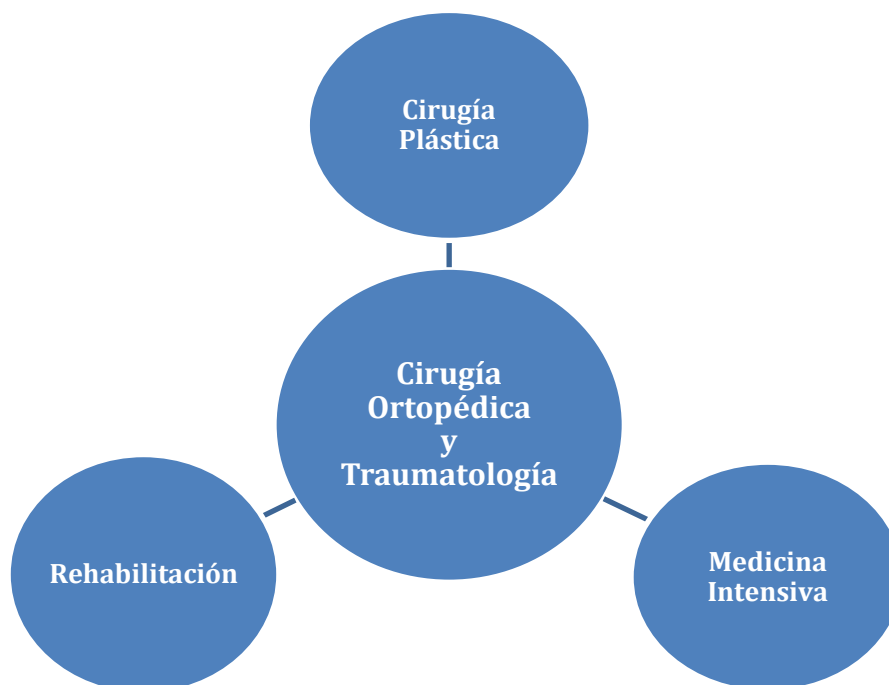 Cirugía
Plástica
Cirugía
Ortopédica
y
Traumatología
Rehabilitación
Medicina
Intensiva